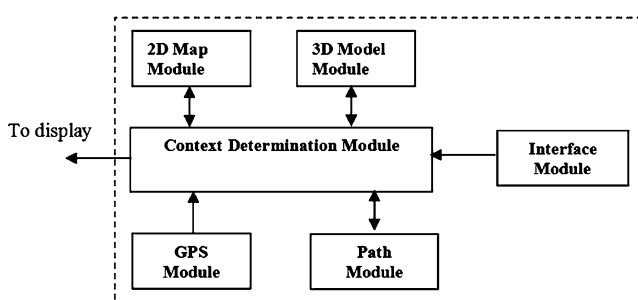 2D Map
Module
3D Model
Module
To display
Context Determination Module
Interface
Module
GPS
Module
Path
Module